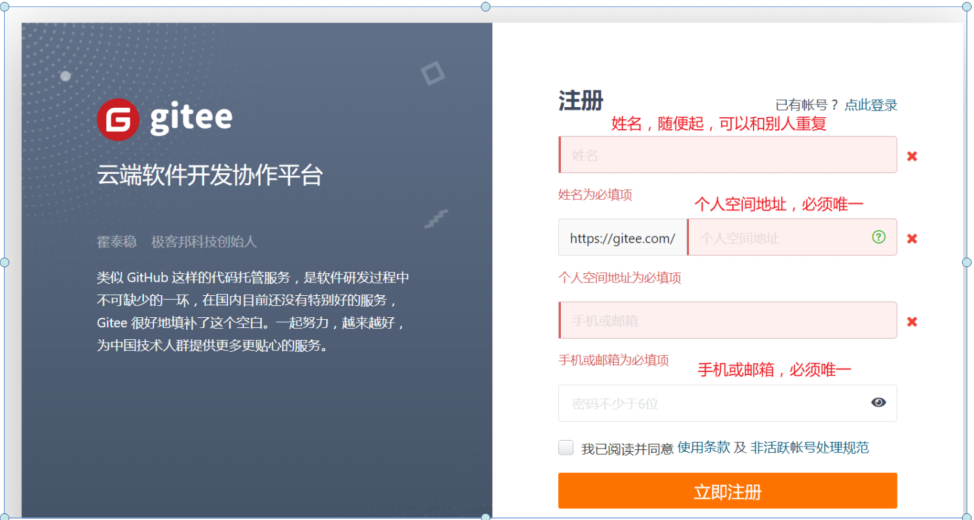 gitee
云端软件开发协作平台
霍泰稳 极客邦科技创始人
类似 GitHub 这样的代码托管服务，是软件研发过程中
不可缺少的一环，在国内目前还没有特别好的服务，
Gitee 很好地填补了这个空白。一起努力，越来越好，
为中国技术人群提供更多更贴心的服务。
注册
已有帐号？ 点此登录
姓名，随便起，可以和别人重复
姓名
姓名为必填项
个人空间地址，必须唯一
https://gitee.com/ 个人空间地址
个人空间地址为必填项
手机或邮箱
手机或邮箱为必填项
手机或邮箱，必须唯一
密码不少于6位
我已阅读并同意 使用条款 及 非活跃帐号处理规范
立即注册